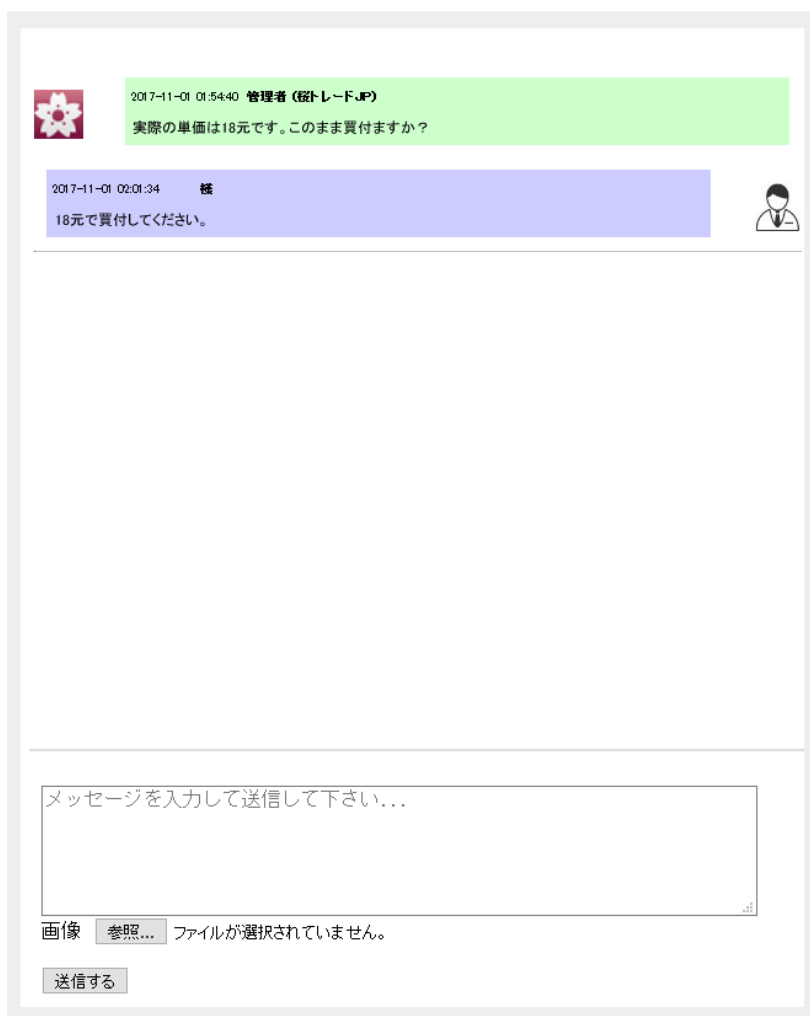 2017-11-01 01:54:40 管理者 (桜トレードJP)
実際の単価は18元です。このまま買付ますか？
2017-11-01 02:01:34 様
18元で買付してください。
メッセージを入力して送信して下さい...
画像 参照... ファイルが選択されていません。
送信する